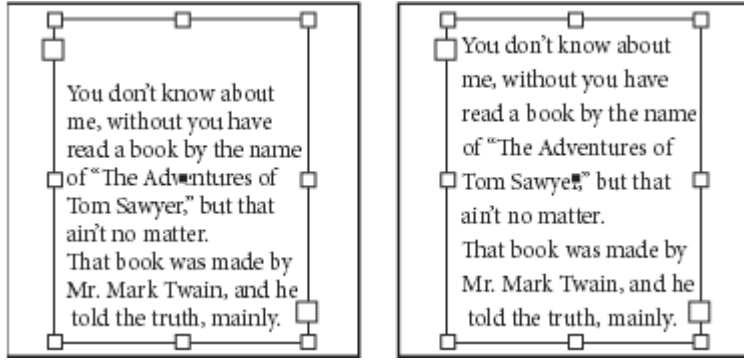 You don't know about
me, without you have
read a book by the name
of “The Adventures of
Tom Sawyer,” but that
ain't no matter.
That book was made by
Mr. Mark Twain, and he
told the truth, mainly.
You don't know about
me, without you have
read a book by the name
of “The Adventures of
Tom Sawyer,” but that
ain't no matter.
That book was made by
Mr. Mark Twain, and he
told the truth, mainly.